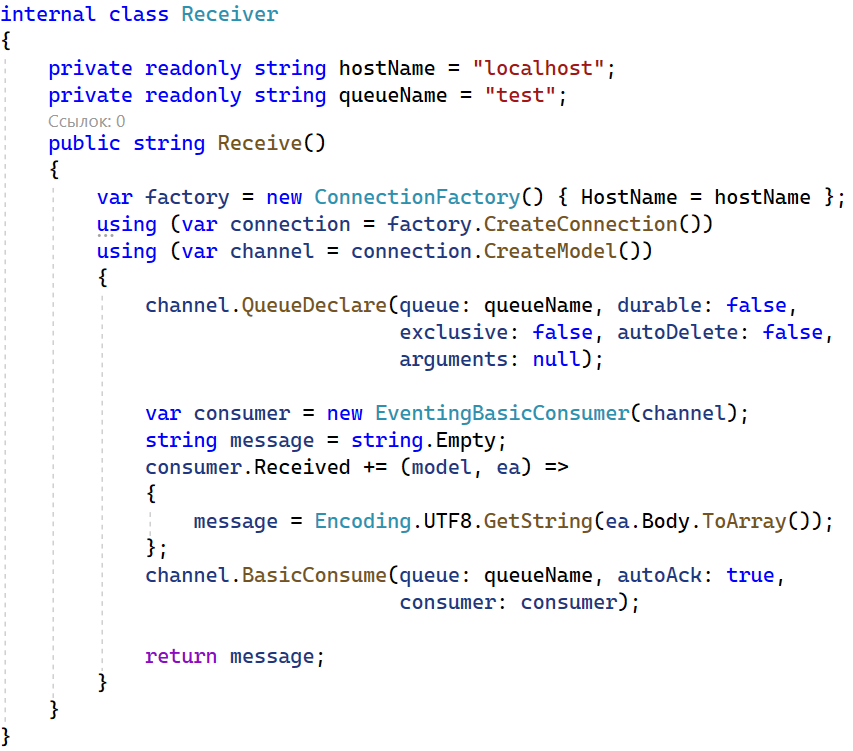 internal class Receiver
{
    private readonly string hostName = "localhost";
    private readonly string queueName = "test";
    Ссылок: 0
    public string Receive()
    {
        var factory = new ConnectionFactory() { HostName = hostName };
        using (var connection = factory.CreateConnection())
        using (var channel = connection.CreateModel())
        {
            channel.QueueDeclare(queue: queueName, durable: false,
                                 exclusive: false, autoDelete: false,
                                 arguments: null);

            var consumer = new EventingBasicConsumer(channel);
            string message = string.Empty;
            consumer.Received += (model, ea) =>
            {
                message = Encoding.UTF8.GetString(ea.Body.ToArray());
            };
            channel.BasicConsume(queue: queueName, autoAck: true,
                                 consumer: consumer);

            return message;
        }
    }
}